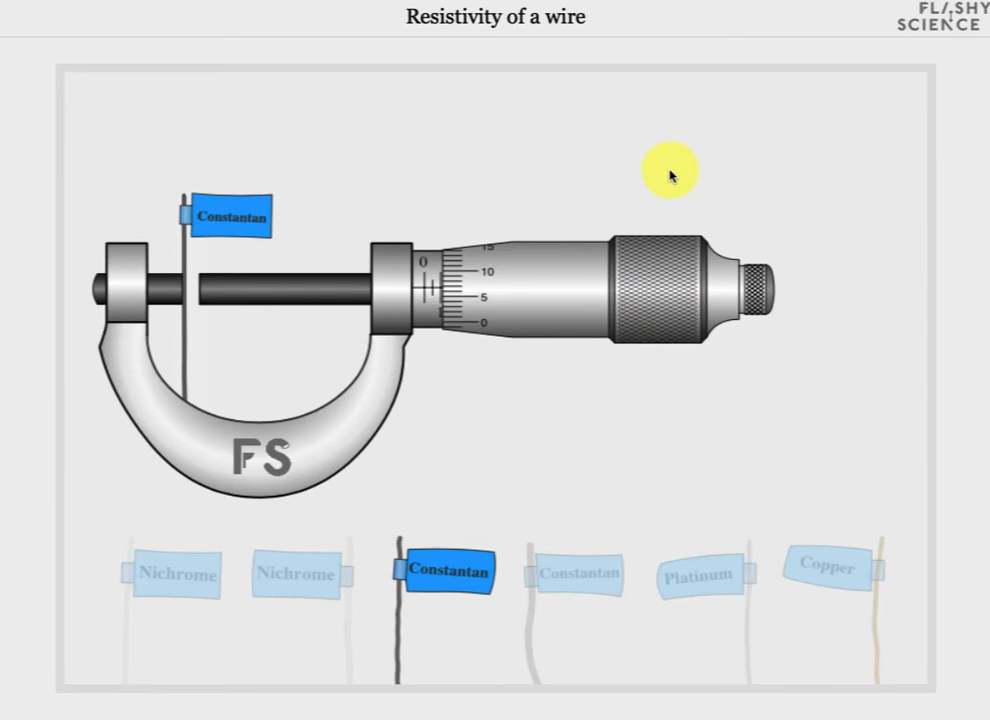 Resistivity of a wire
FLASHY
SCIENCE
Constantan
0
15
10
5
0
FS
Nichrome
Nichrome
Constantan
Constantan
Platinum
Copper